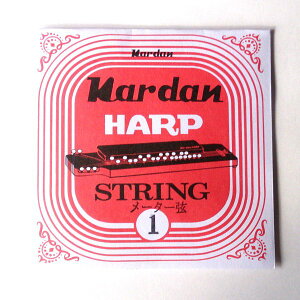 Nardan
Nardan
HARP
STRING
メーター弦
1